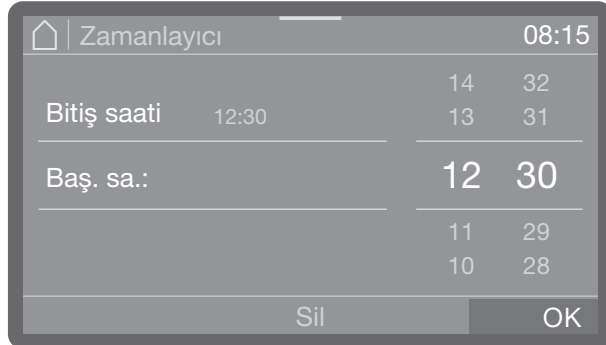 Zamanlayıcı 08:15
14 32
Bitiş saati 12:30 13 31
Baş. sa.: 12 30
11 29
10 28
Sil OK